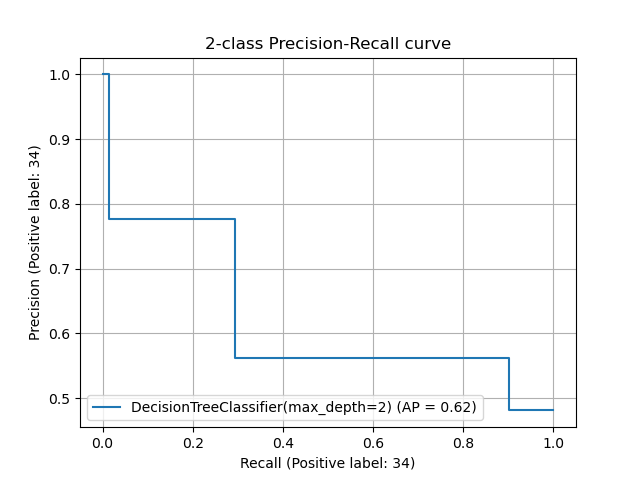 2-class Precision-Recall curve
1.0
0.9
0.8
0.7
0.6
0.5
Precision (Positive label: 34)
DecisionTreeClassifier(max_depth=2) (AP = 0.62)
0.0 0.2 0.4 0.6 0.8 1.0
Recall (Positive label: 34)